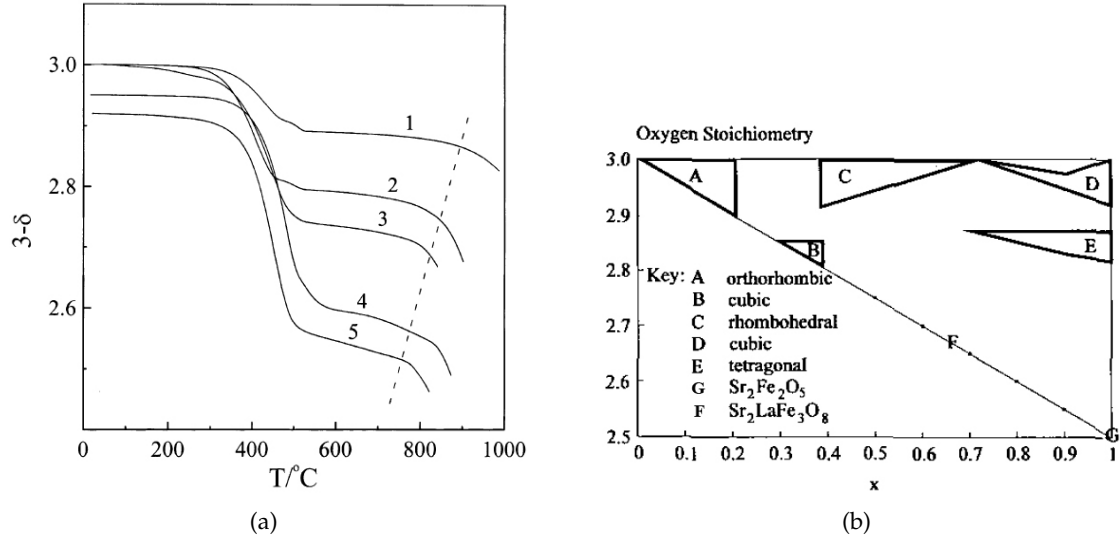 3.0
2.8
2.6
3-δ
1
2
3
4
5
0
200
400
600
800
1000
T/°C
(a)
Oxygen Stoichiometry
3.0
2.9
2.8
2.7
2.6
2.5
A
B
C
D
E
F
G
Key: A orthorhombic
B cubic
C rhombohedral
D cubic
E tetragonal
G Sr2Fe2O5
F Sr2LaFe3O8
0 0.1 0.2 0.3 0.4 0.5 0.6 0.7 0.8 0.9 1
x
(b)